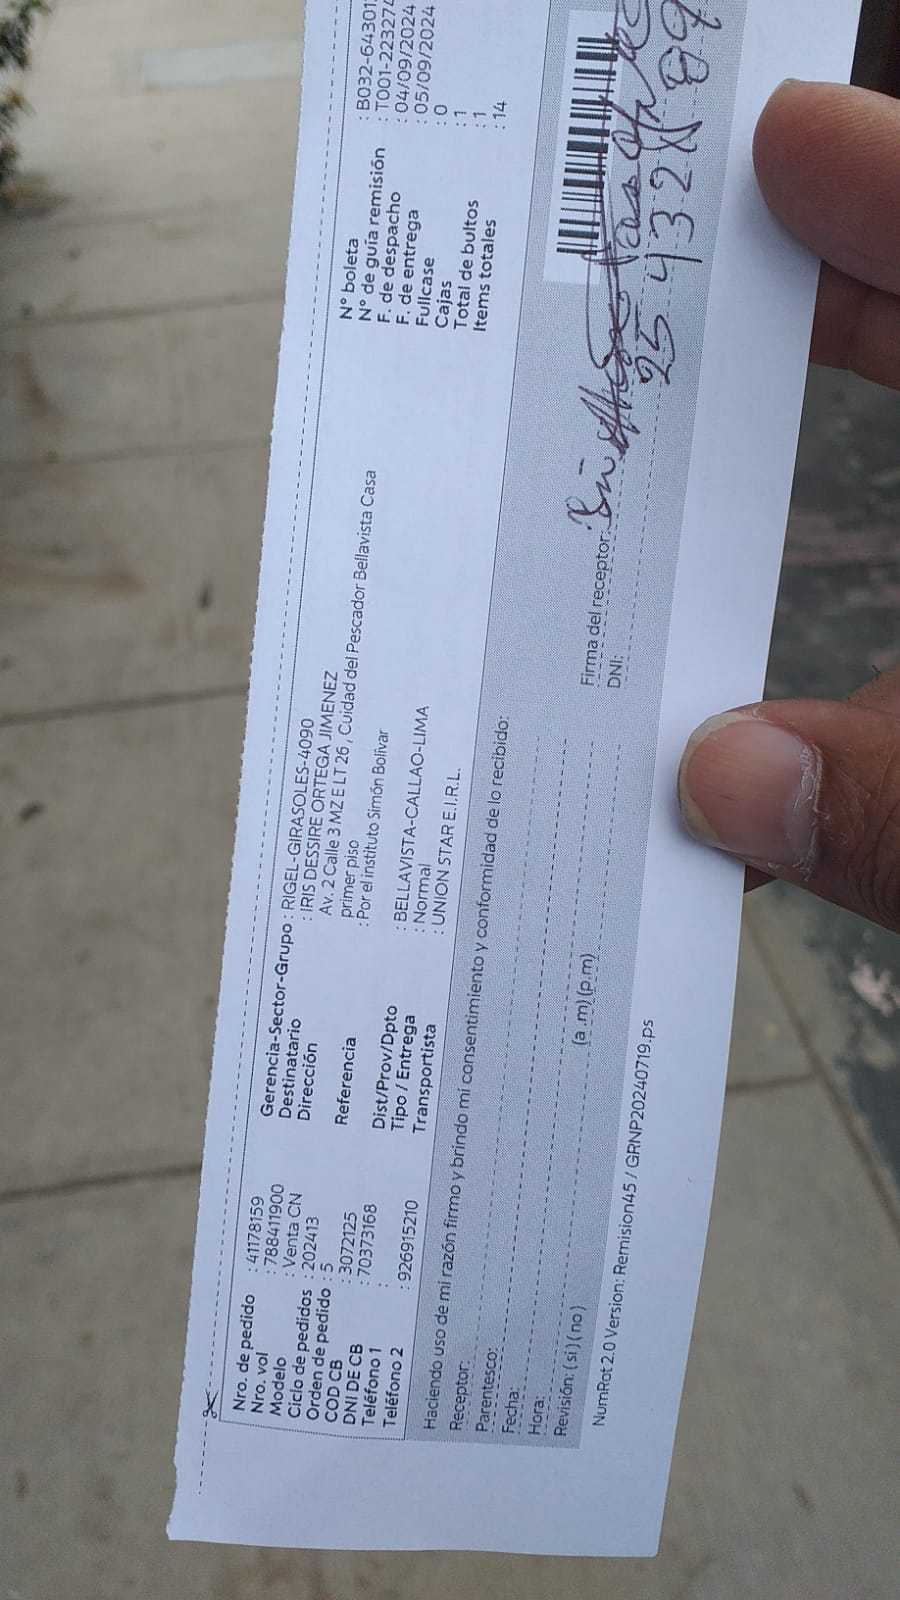 Nro. de pedido : 41178159
Nro. vol : 788411900
Modelo : Venta CN
Ciclo de pedidos : 202413
Orden de pedido : 5
COD CB : 3072125
DNI DE CB : 70373168
Teléfono 1 :
Teléfono 2 : 926915210
Gerencia-Sector-Grupo : RIGEL-GIRASOLES-4090
Destinatario : IRIS DESSIRE ORTEGA JIMENEZ
Dirección Av. 2 Calle 3 MZ E LT 26 , Cuidad del Pescador Bellavista Casa
primer piso
Referencia : Por el instituto Simón Bolívar
Dist/Prov/Dpto : BELLAVISTA-CALLAO-LIMA
Tipo / Entrega : Normal
Transportista : UNION STAR E.I.R.L.
N° boleta : B032-64301
N° de guía remisión : T001-223274
F. de despacho : 04/09/2024
F. de entrega : 05/09/2024
Fullcase : 0
Cajas : 1
Total de bultos : 1
Items totales : 14
Haciendo uso de mi razón firmo y brindo mi consentimiento y conformidad de lo recibido:
Receptor:
Parentesco:
Fecha:
Hora: (a.m) (p.m)
Revisión: ( si ) ( no )
Firma del receptor:
DNI: 25432
NumRot 2.0 Version: Remision45 / GRNP20240719.ps